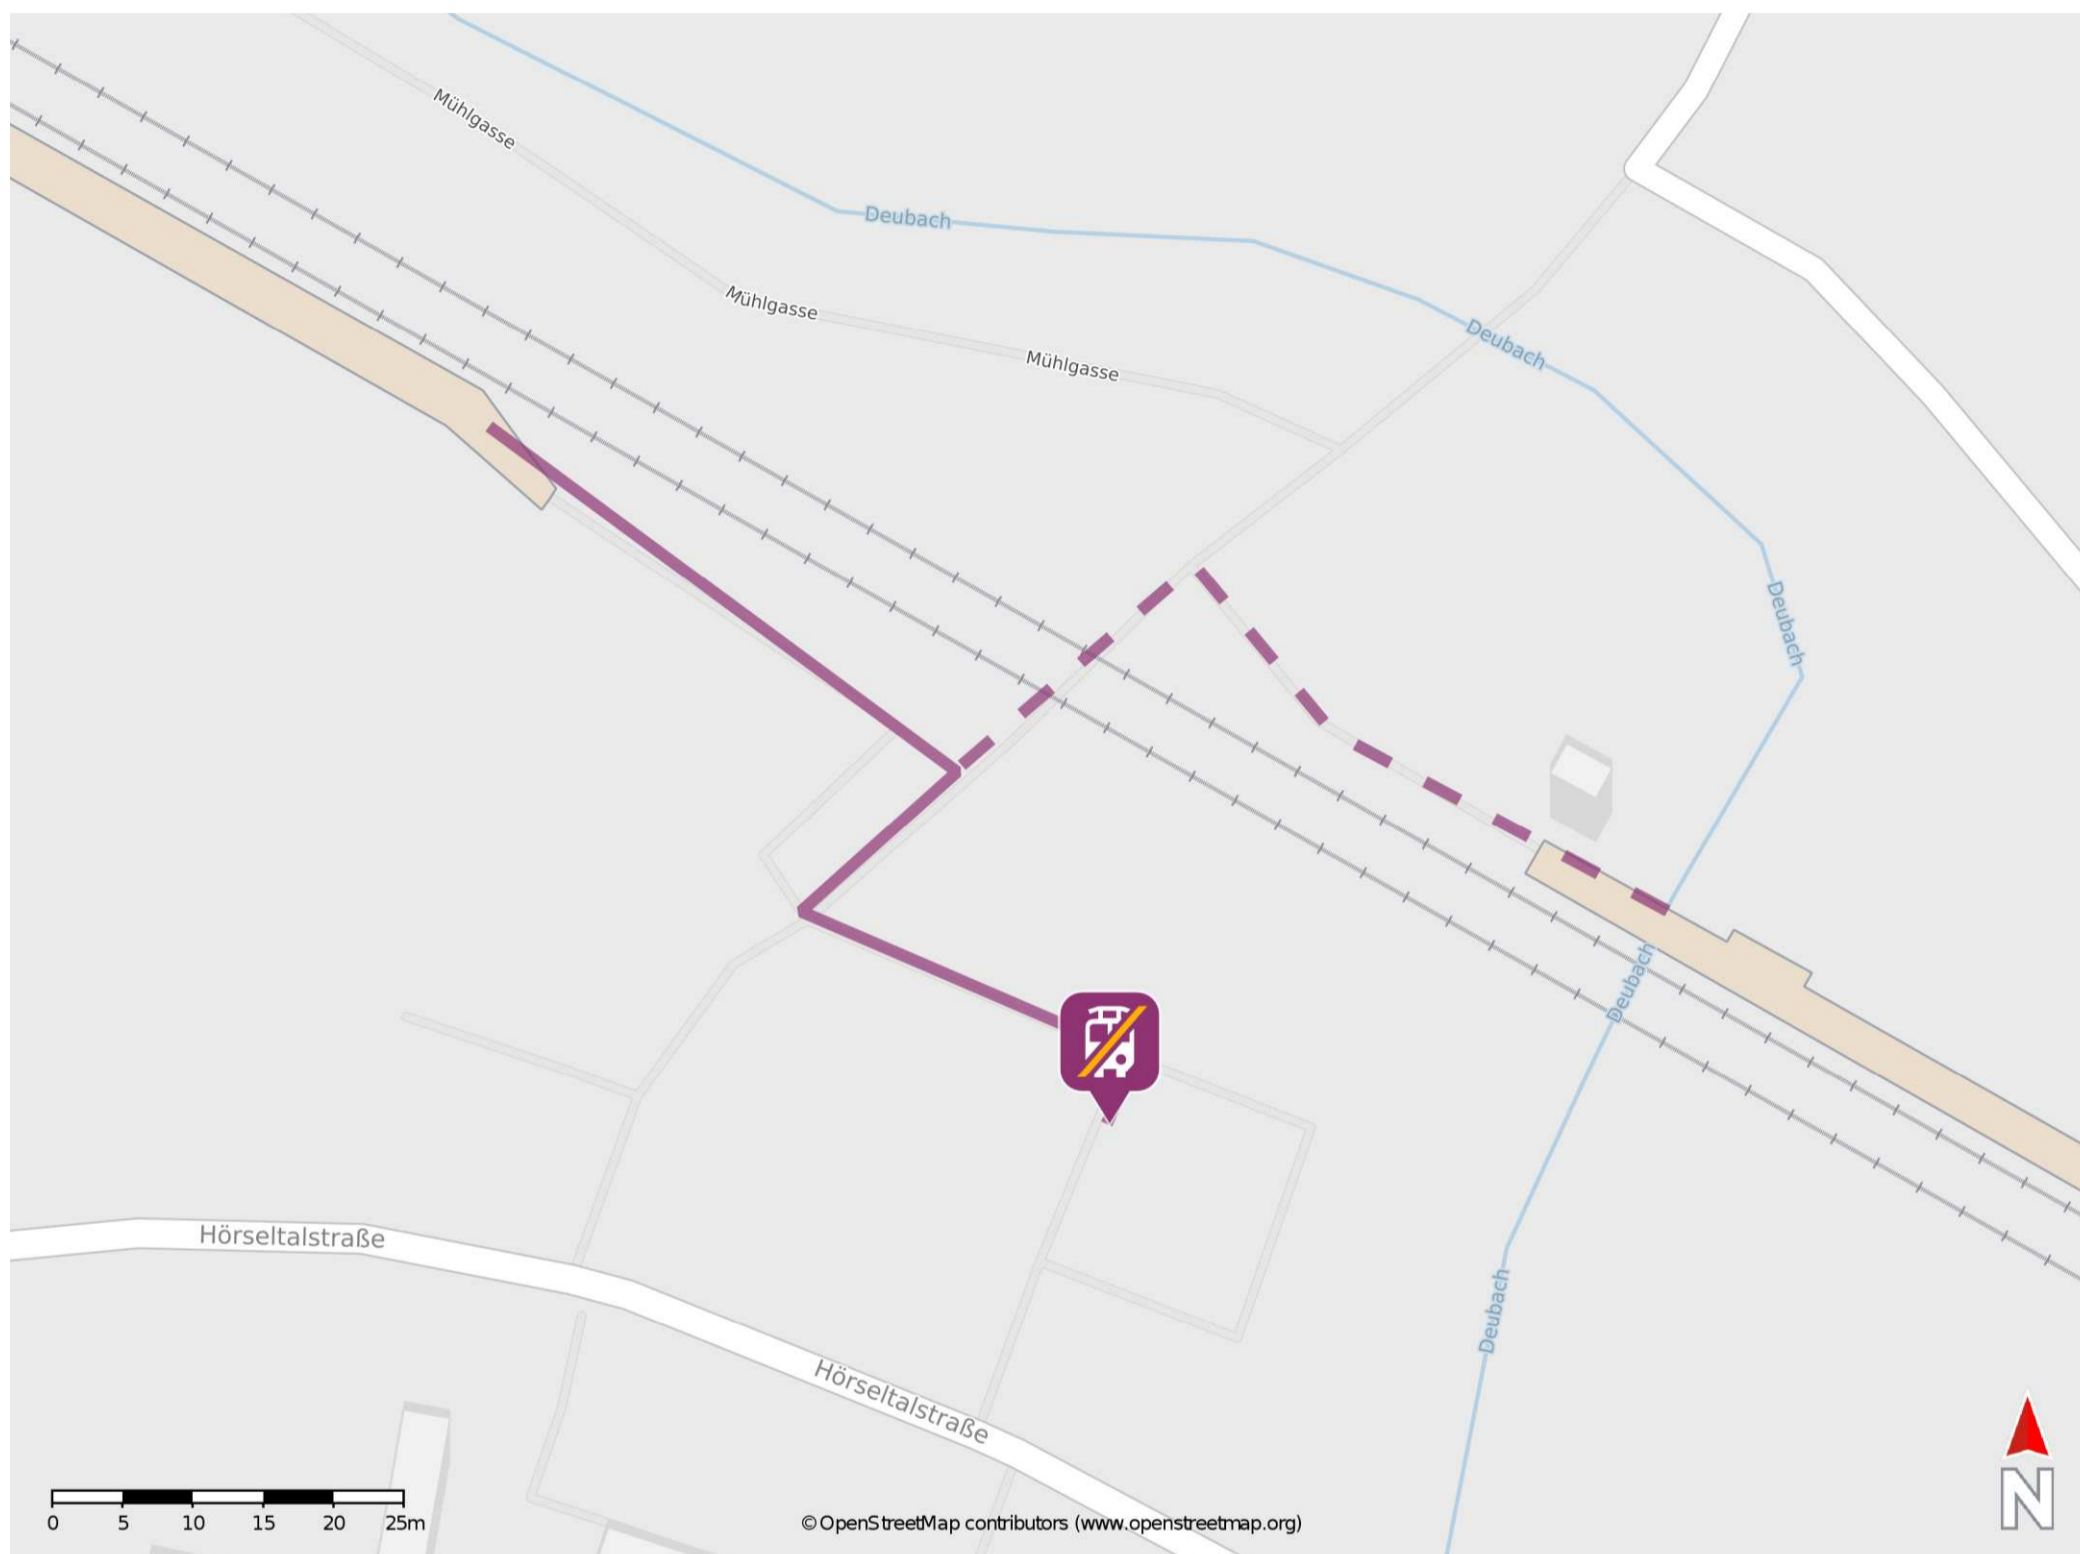 Mühlgasse
Deubach
Mühlgasse
Deubach
Mühlgasse
Deubach
Deubach
Hörseltalstraße
Deubach
Hörseltalstraße
N
0 5 10 15 20 25m
©OpenStreetMap contributors (www.openstreetmap.org)